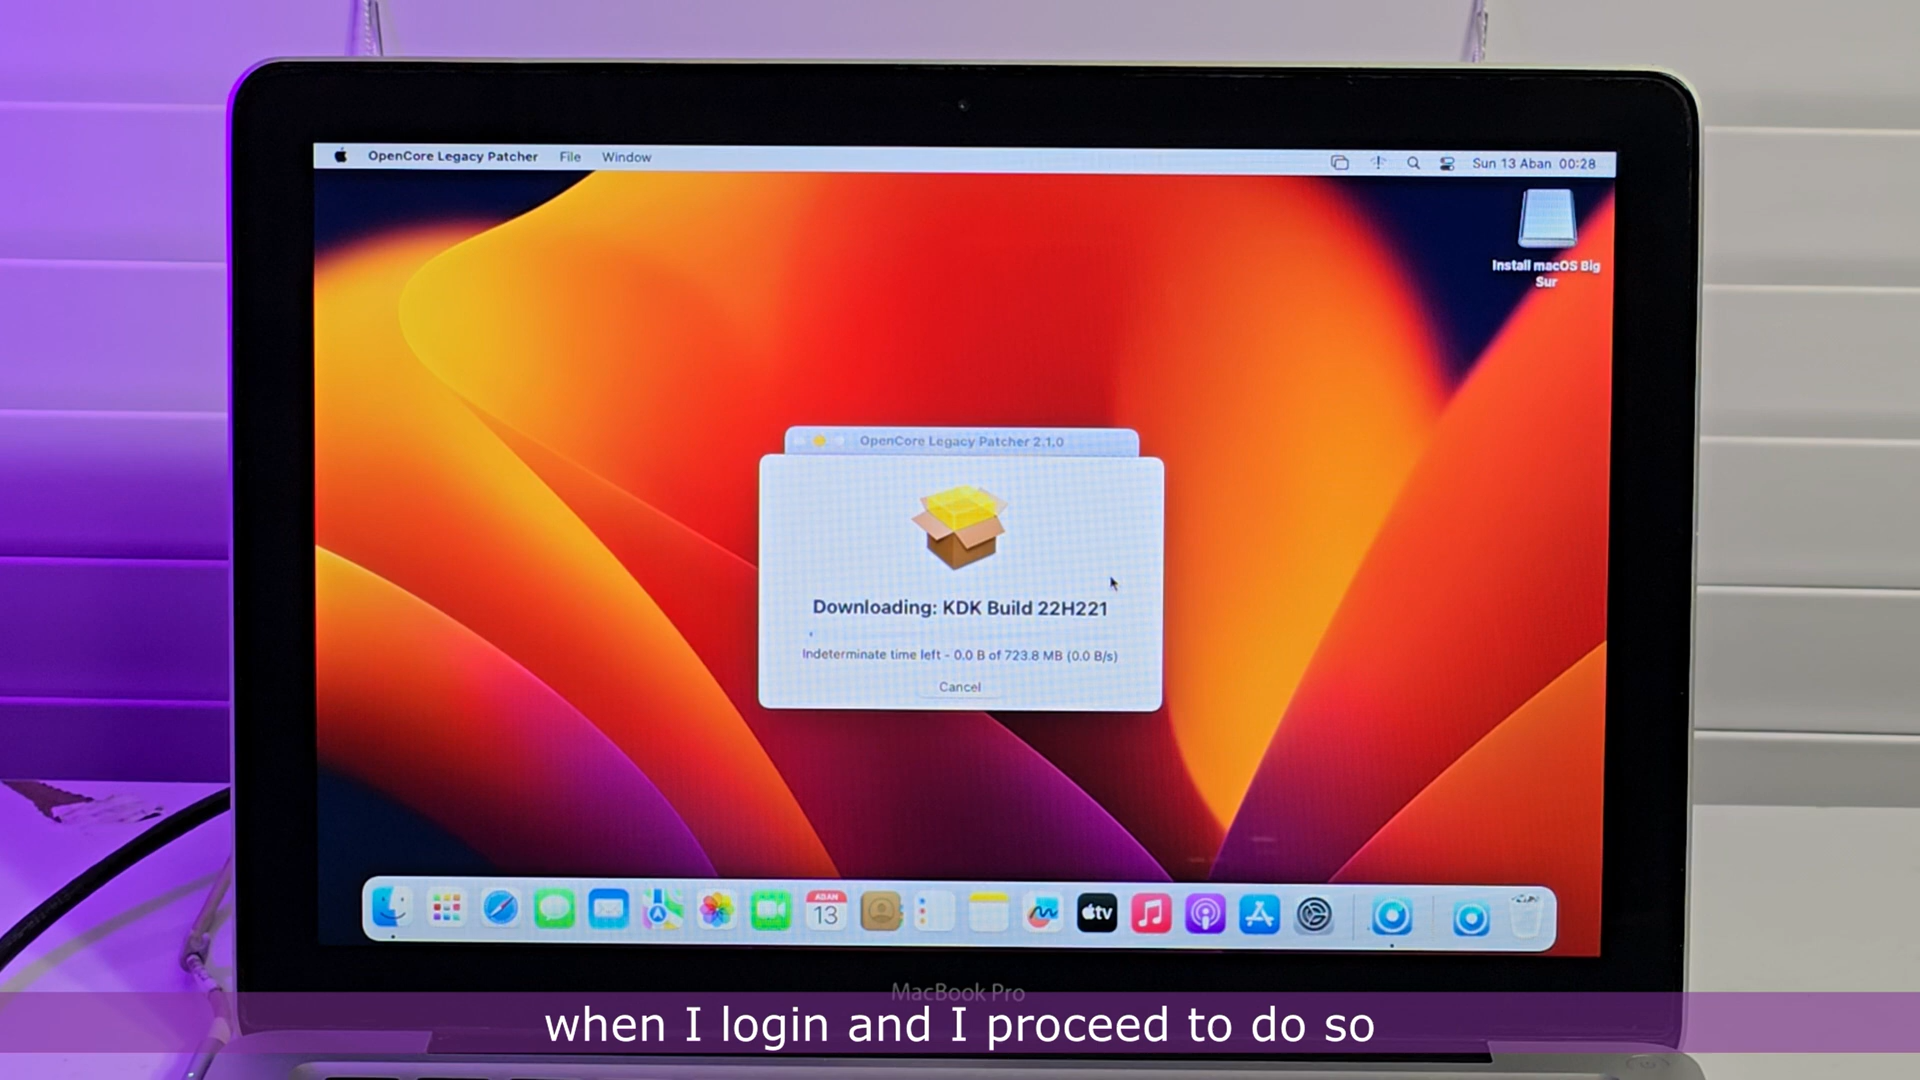 OpenCore Legacy Patcher File Window
Sun 13 Aban 00:28
Install macOS Big
Sur
OpenCore Legacy Patcher 2.1.0
Downloading: KDK Build 22H221
Indeterminate time left - 0.0 B of 723.8 MB (0.0 B/s)
Cancel
ABAN
13
tv
MacBook Pro
when I login and I proceed to do so